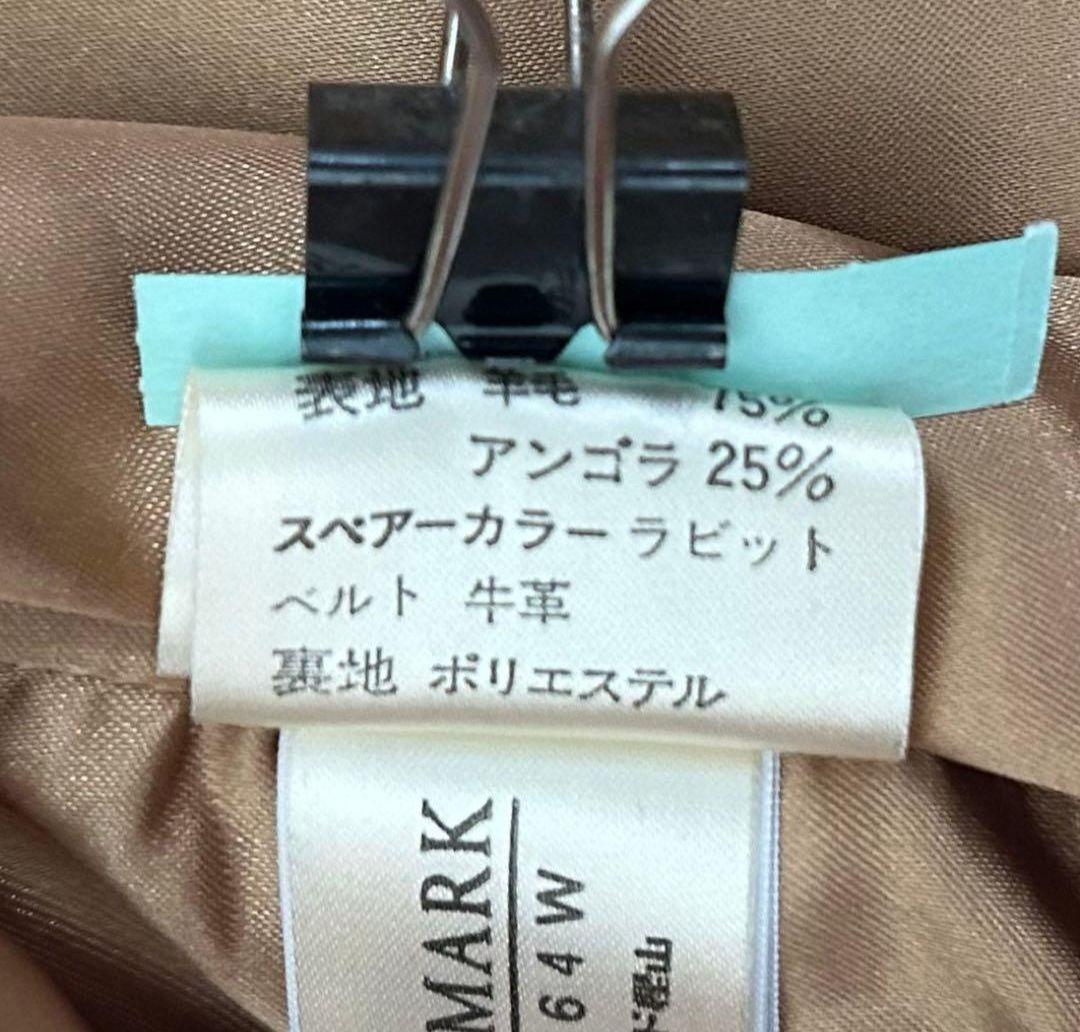 表地 羊毛 75%
アンゴラ 25%
スペアーカラー ラビット
ベルト 牛革
裏地 ポリエステル
MARK
64W